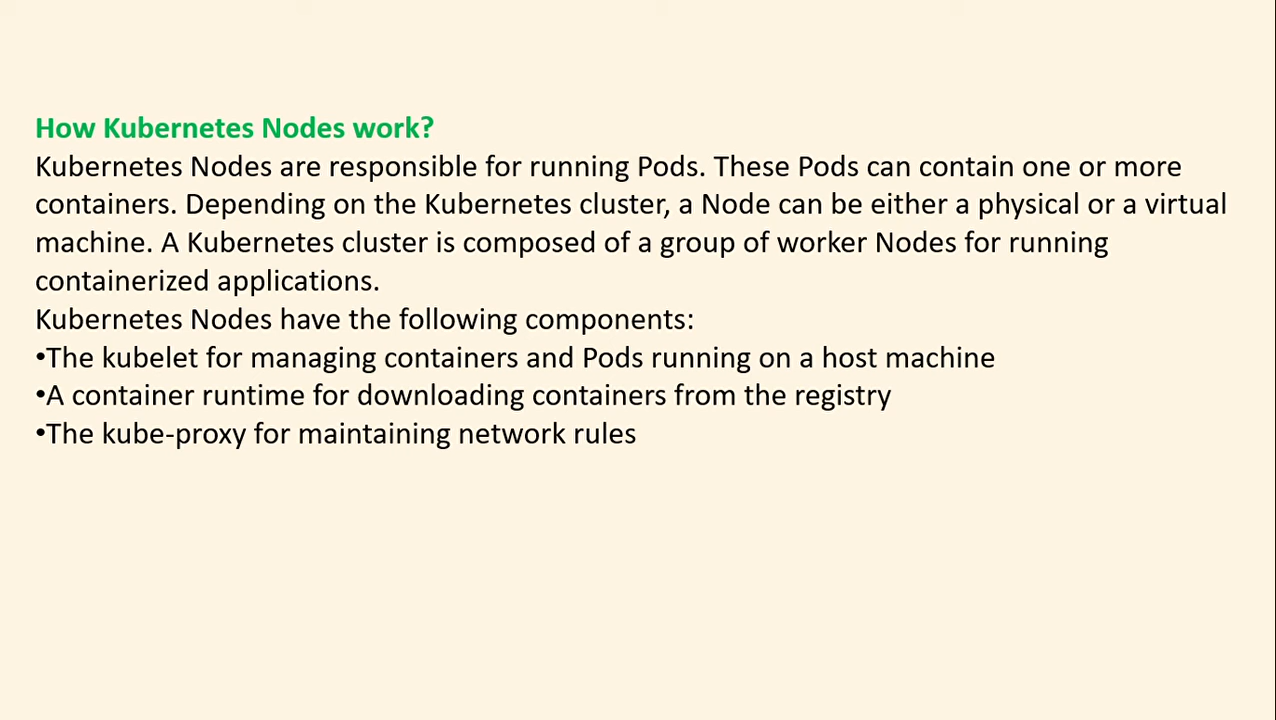 How Kubernetes Nodes work?
Kubernetes Nodes are responsible for running Pods. These Pods can contain one or more
containers. Depending on the Kubernetes cluster, a Node can be either a physical or a virtual
machine. A Kubernetes cluster is composed of a group of worker Nodes for running
containerized applications.
Kubernetes Nodes have the following components:
•The kubelet for managing containers and Pods running on a host machine
•A container runtime for downloading containers from the registry
•The kube-proxy for maintaining network rules